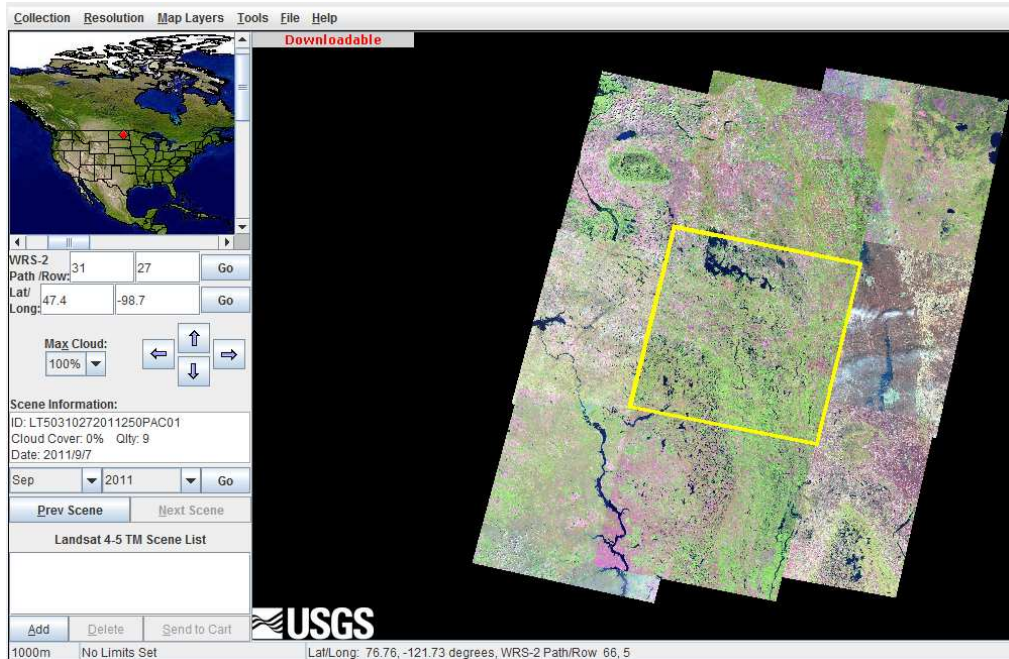 Collection Resolution Map Layers Tools File Help
Downloadable
WRS-2
Path /Row: 31 27 Go
Lat/
Long: 47.4 -98.7 Go
Max Cloud:
100%
Scene Information:
ID: LT50310272011250PAC01
Cloud Cover: 0% Qlty: 9
Date: 2011/9/7
Sep 2011 Go
Prev Scene Next Scene
Landsat 4-5 TM Scene List
Add Delete Send to Cart
USGS
1000m No Limits Set Lat/Long: 76.76, -121.73 degrees, WRS-2 Path/Row 66, 5